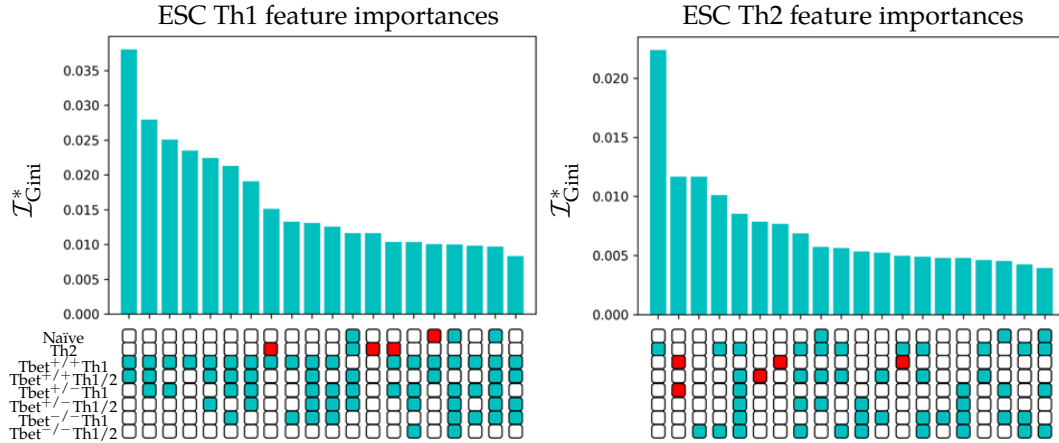 ESC Th1 feature importances
0.035
0.030
0.025
0.020
0.015
0.010
0.005
0.000
I*Gini
Naïve
Th2
Tbet+/+Th1
Tbet+/+Th1/2
Tbet+/−Th1
Tbet+/−Th1/2
Tbet−/−Th1
Tbet−/−Th1/2
ESC Th2 feature importances
0.020
0.015
0.010
0.005
0.000
I*Gini